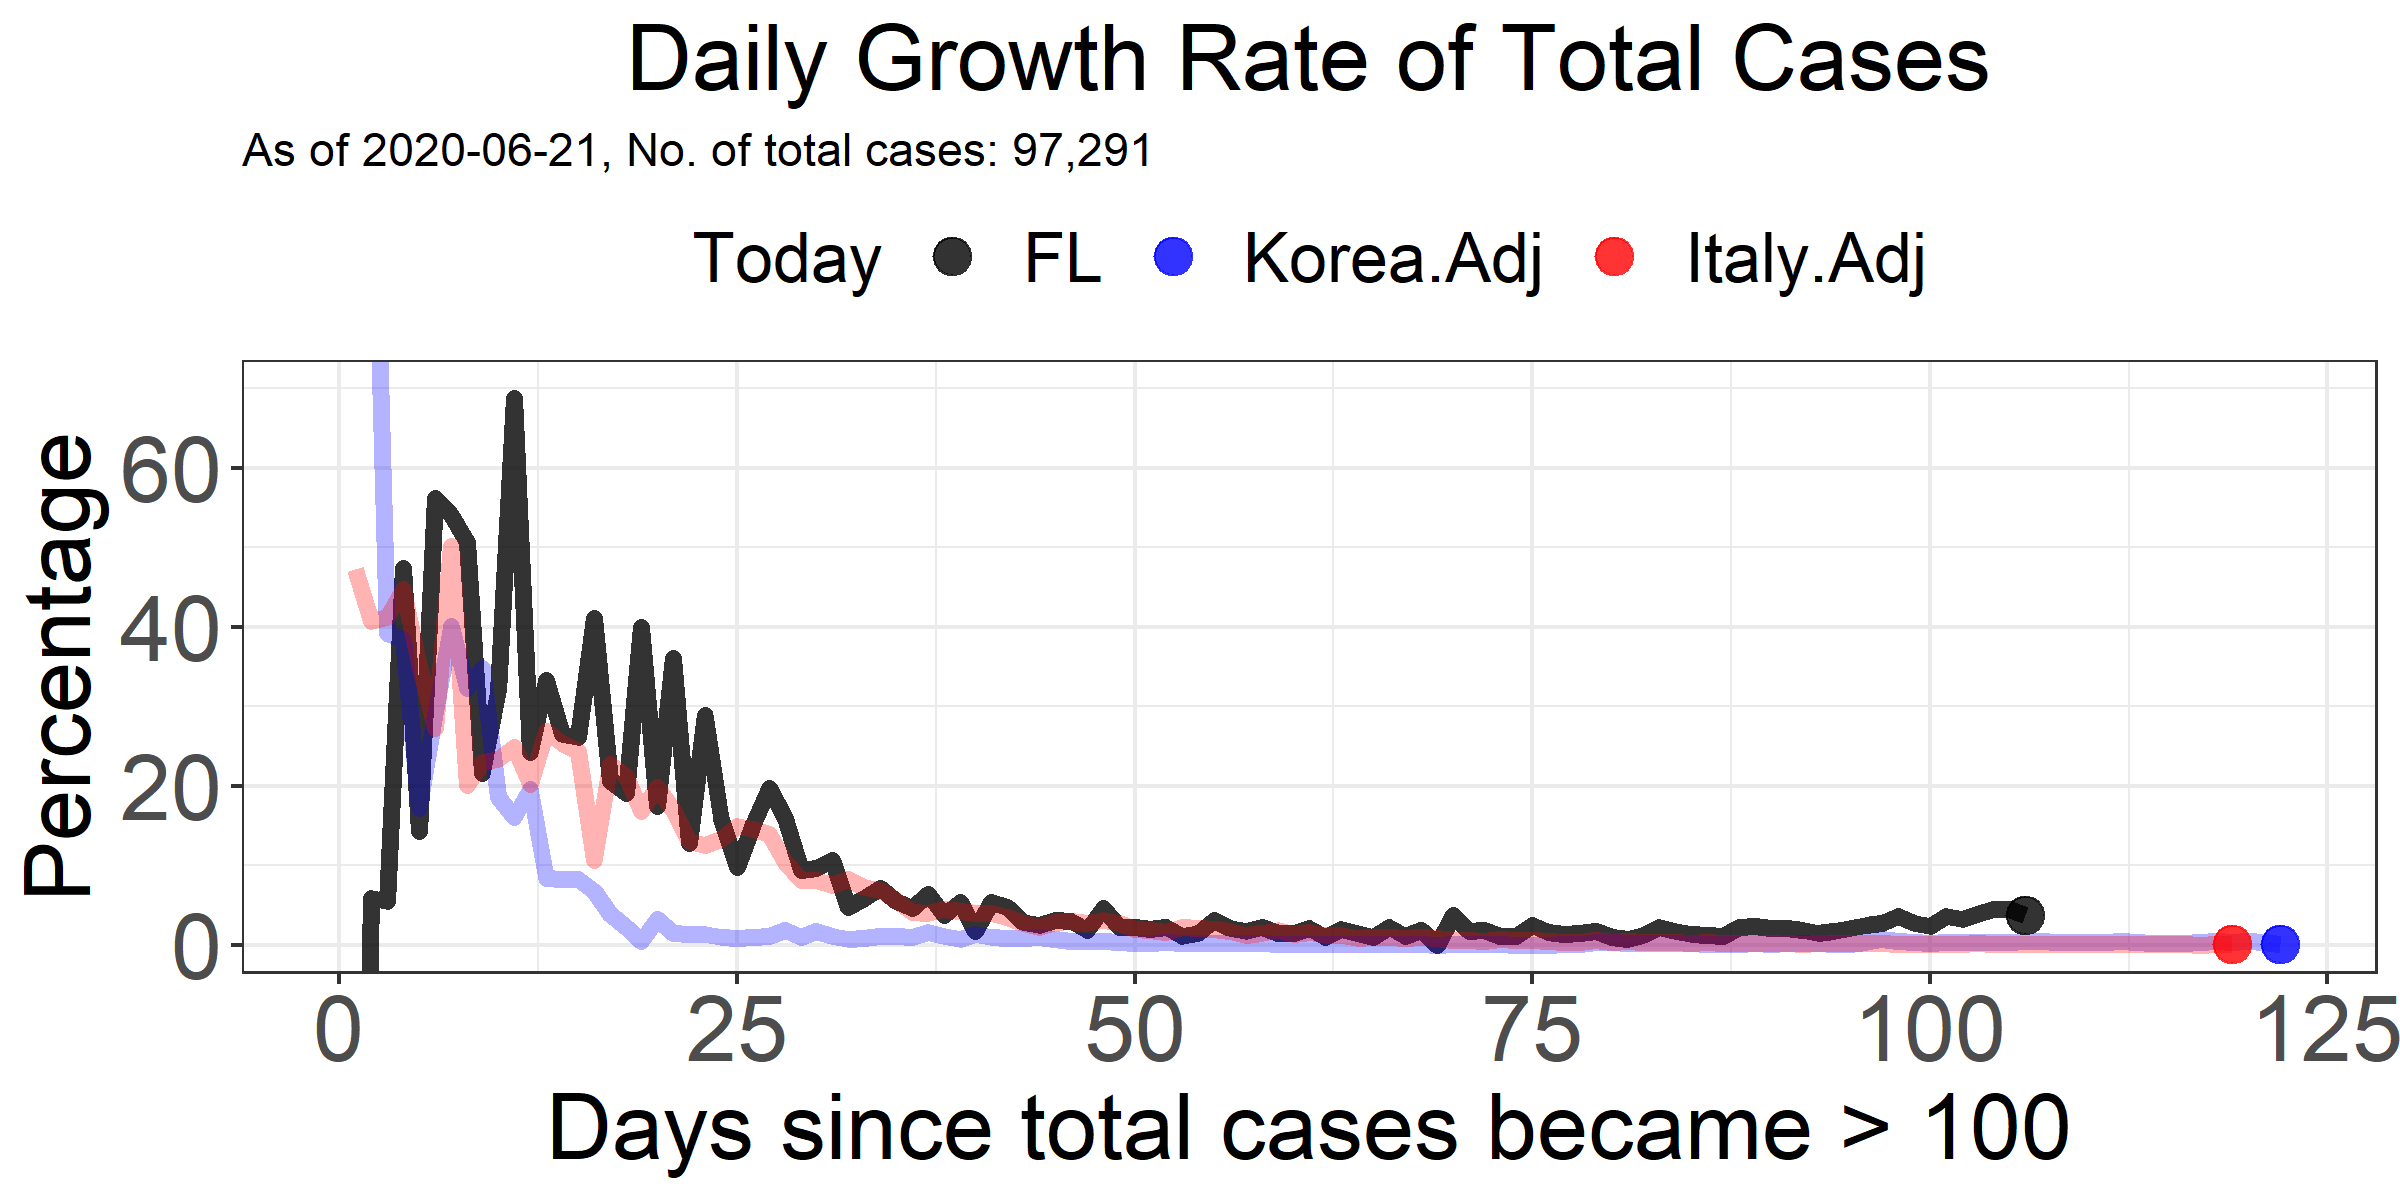 Daily Growth Rate of Total Cases
As of 2020-06-21, No. of total cases: 97,291
Today FL Korea.Adj Italy.Adj
Percentage
60
40
20
0
0 25 50 75 100 125
Days since total cases became > 100